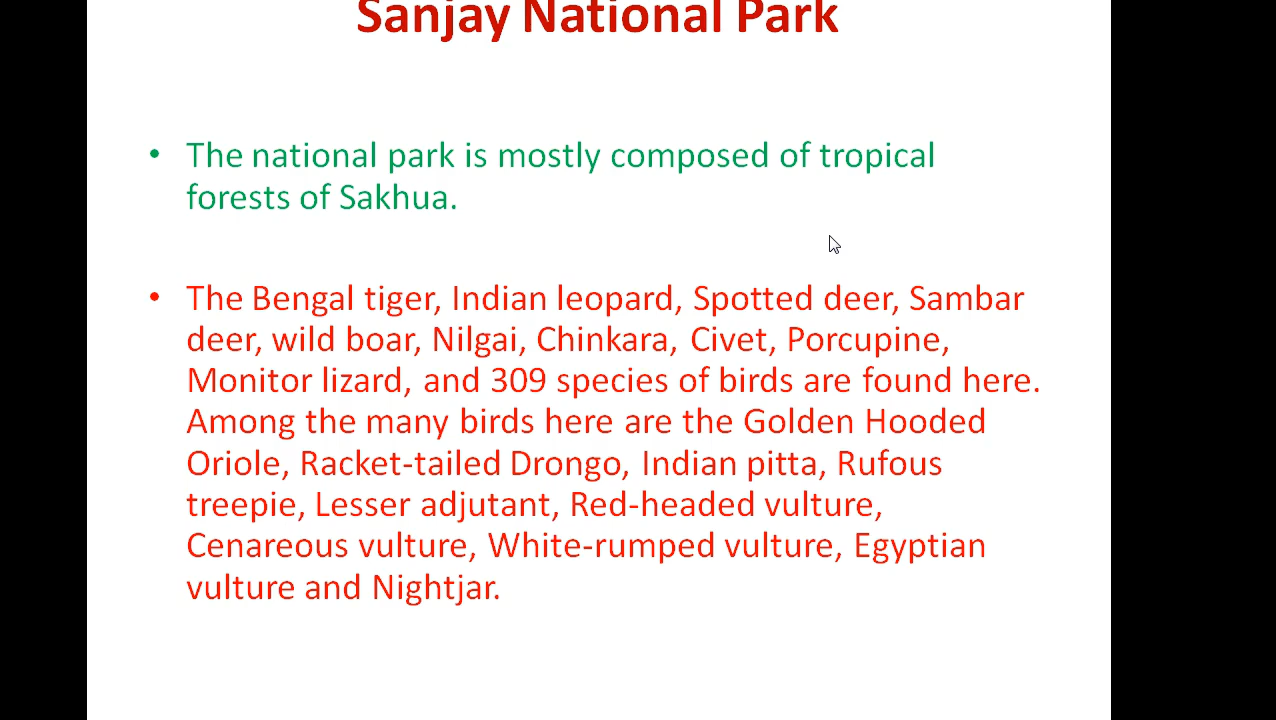 Sanjay National Park
• The national park is mostly composed of tropical
forests of Sakhua.
• The Bengal tiger, Indian leopard, Spotted deer, Sambar
deer, wild boar, Nilgai, Chinkara, Civet, Porcupine,
Monitor lizard, and 309 species of birds are found here.
Among the many birds here are the Golden Hooded
Oriole, Racket-tailed Drongo, Indian pitta, Rufous
treepie, Lesser adjutant, Red-headed vulture,
Cenareous vulture, White-rumped vulture, Egyptian
vulture and Nightjar.